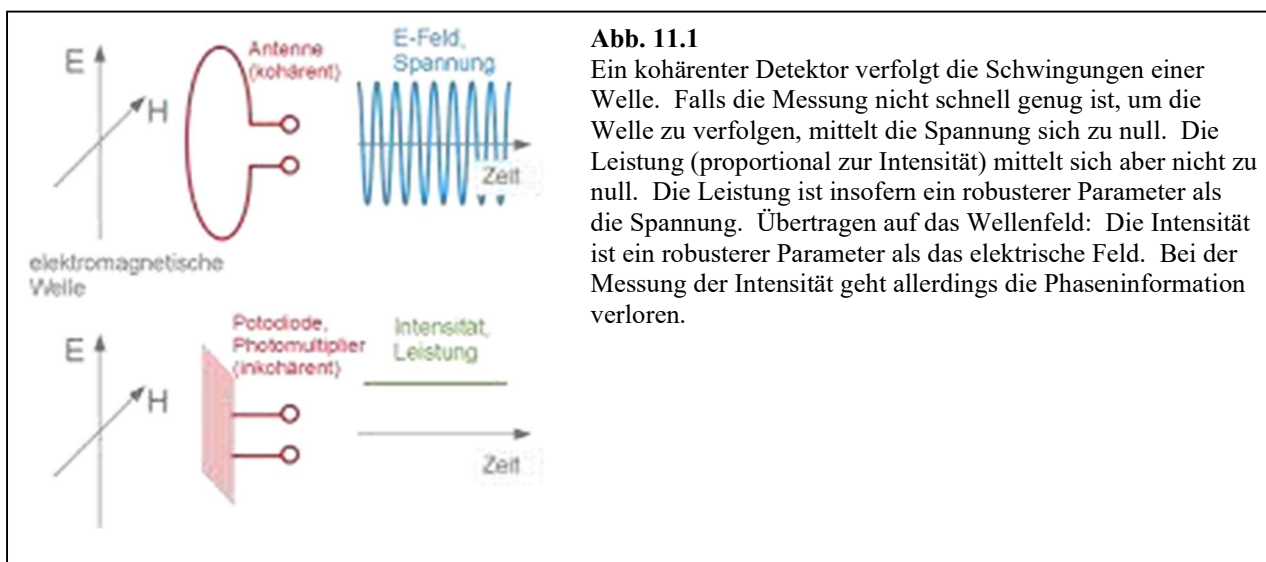 E
H
Antenne
(kohärent)
E-Feld,
Spannung
Zeit
elektromagnetische
Welle
E
H
Potodiode,
Photomultiplier
(inkohärent)
Intensität,
Leistung
Zeit
Abb. 11.1
Ein kohärenter Detektor verfolgt die Schwingungen einer
Welle. Falls die Messung nicht schnell genug ist, um die
Welle zu verfolgen, mittelt die Spannung sich zu null. Die
Leistung (proportional zur Intensität) mittelt sich aber nicht zu
null. Die Leistung ist insofern ein robusterer Parameter als
die Spannung. Übertragen auf das Wellenfeld: Die Intensität
ist ein robusterer Parameter als das elektrische Feld. Bei der
Messung der Intensität geht allerdings die Phaseninformation
verloren.